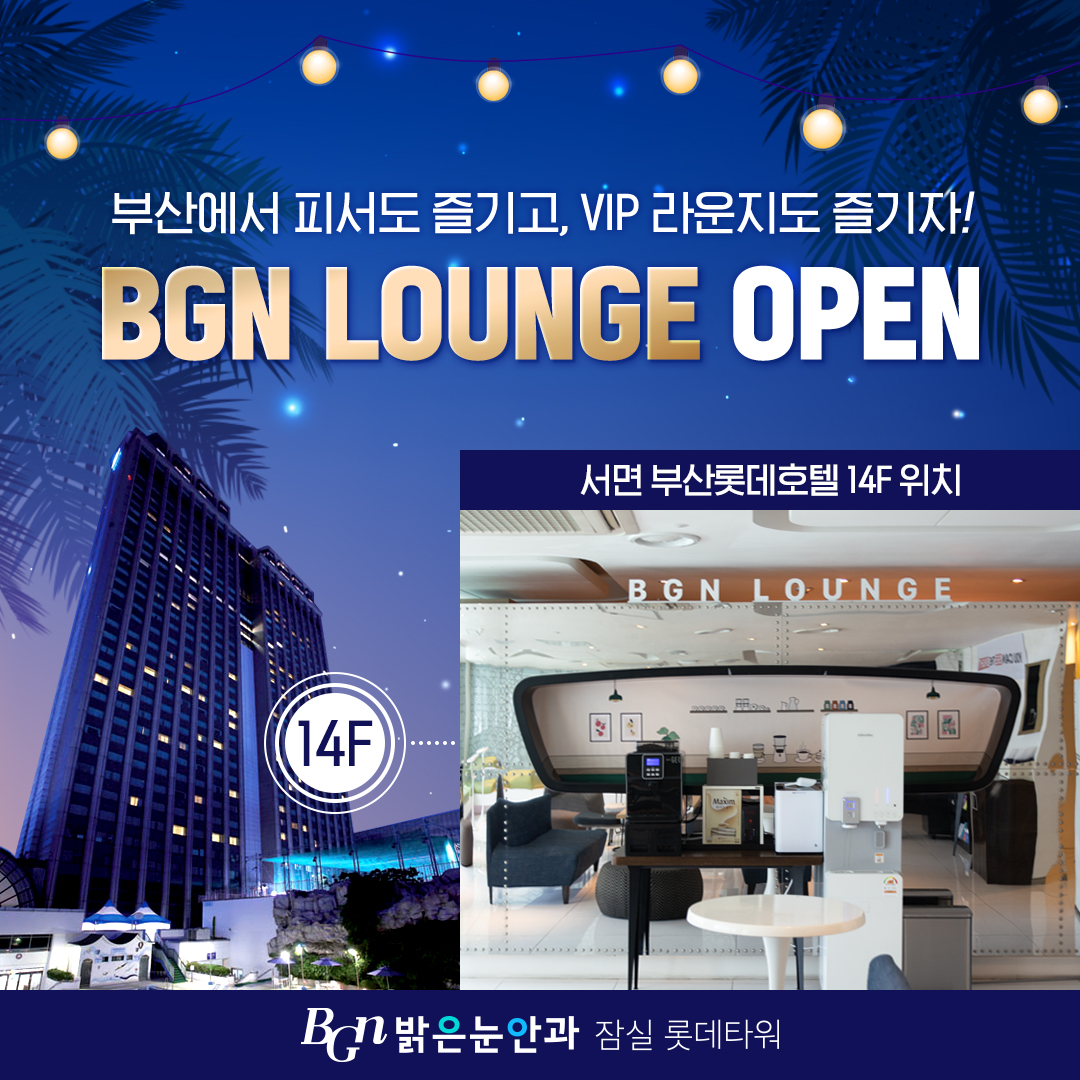 부산에서 피서도 즐기고, VIP 라운지도 즐기자!
BGN LOUNGE OPEN
서면 부산롯데호텔 14F 위치
BGN LOUNGE
14F
Maxim
BGn 밝은눈안과 잠실 롯데타워